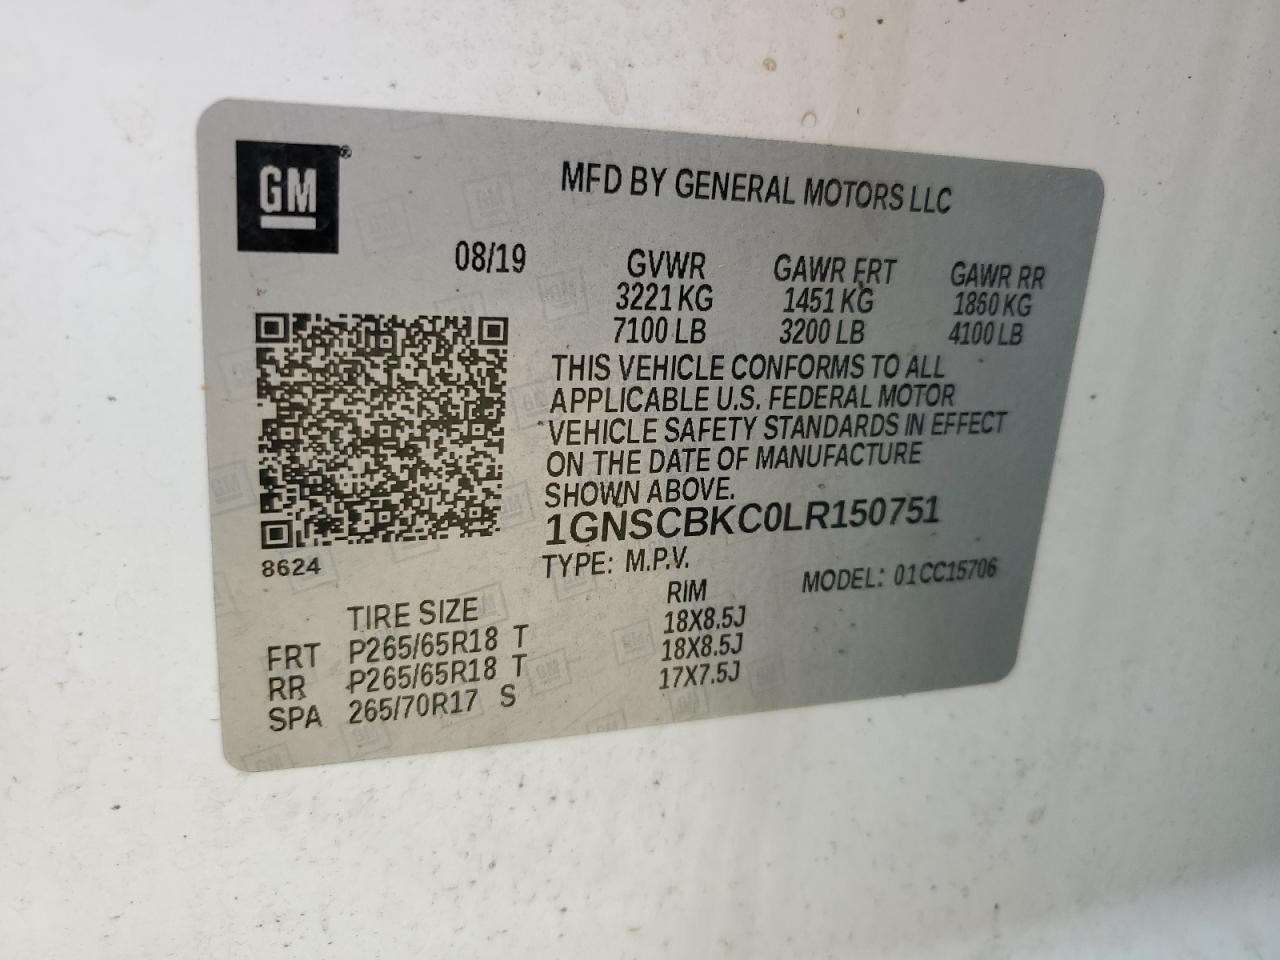 GM®
MFD BY GENERAL MOTORS LLC
08/19
GVWR GAWR FRT GAWR RR
3221 KG 1451 KG 1860 KG
7100 LB 3200 LB 4100 LB
THIS VEHICLE CONFORMS TO ALL
APPLICABLE U.S. FEDERAL MOTOR
VEHICLE SAFETY STANDARDS IN EFFECT
ON THE DATE OF MANUFACTURE
SHOWN ABOVE.
1GNSCBKC0LR150751
8624
TYPE: M.P.V. MODEL: 01CC15706
TIRE SIZE RIM
FRT P265/65R18 T 18X8.5J
RR P265/65R18 T 18X8.5J
SPA 265/70R17 S 17X7.5J